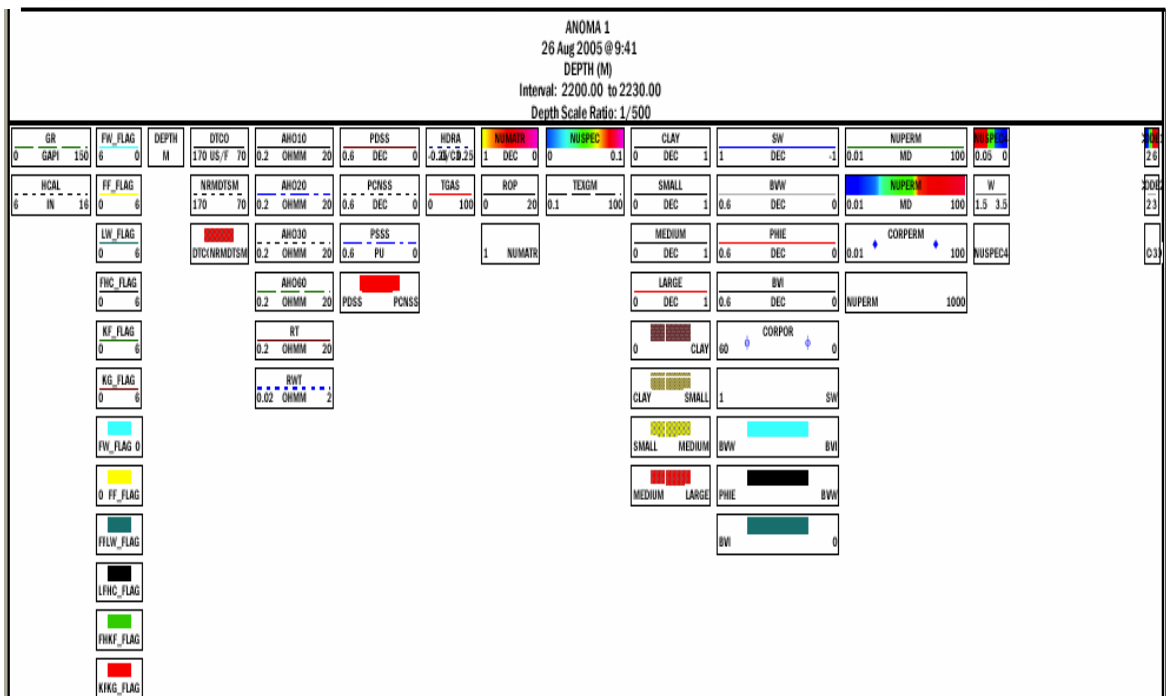 ANOMA 1
26 Aug 2005 @ 9:41
DEPTH (M)
Interval: 2200.00 to 2230.00
Depth Scale Ratio: 1/500
GR
0 GAPI 150
HCAL
6 IN 16
FW_FLAG
6 0
FF_FLAG
0 6
LW_FLAG
0 6
FHC_FLAG
0 6
KF_FLAG
0 6
KG_FLAG
0 6
FW_FLAG 0
0 FF_FLAG
FFLW_FLAG
LFHC_FLAG
FHKF_FLAG
KFKG_FLAG
DEPTH
M
DTCO
170 US/F 70
NRMDTSM
170 70
DTC(NRMDTSM
AHO10
0.2 OHMM 20
AHO20
0.2 OHMM 20
AHO30
0.2 OHMM 20
AHO60
0.2 OHMM 20
RT
0.2 OHMM 20
RWT
0.02 OHMM 2
PDSS
0.6 DEC 0
PCNSS
0.6 DEC 0
PSSS
0.6 PU 0
PDSS PCNSS
HDRA
TGAS
0 100
NUMATR
1 DEC 0
ROP
0 20
1 NUMATR
NUSPEC
0 0.1
TEXGM
0.1 100
CLAY
0 DEC 1
SMALL
0 DEC 1
MEDIUM
0 DEC 1
LARGE
0 DEC 1
0 CLAY
CLAY SMALL
SMALL MEDIUM
MEDIUM LARGE
SW
1 DEC -1
BVW
0.6 DEC 0
PHIE
0.6 DEC 0
BVI
0.6 DEC 0
CORPOR
60 0
1 SW
BVW BVI
PHIE BVW
BVI 0
NUPERM
0.01 MD 100
NUPERM
0.01 MD 100
CORPERM
0.01 100
NUPERM 1000
NUSPEC4
0.05 0
W
1.5 3.5
NUSPEC4
2 6
2 3